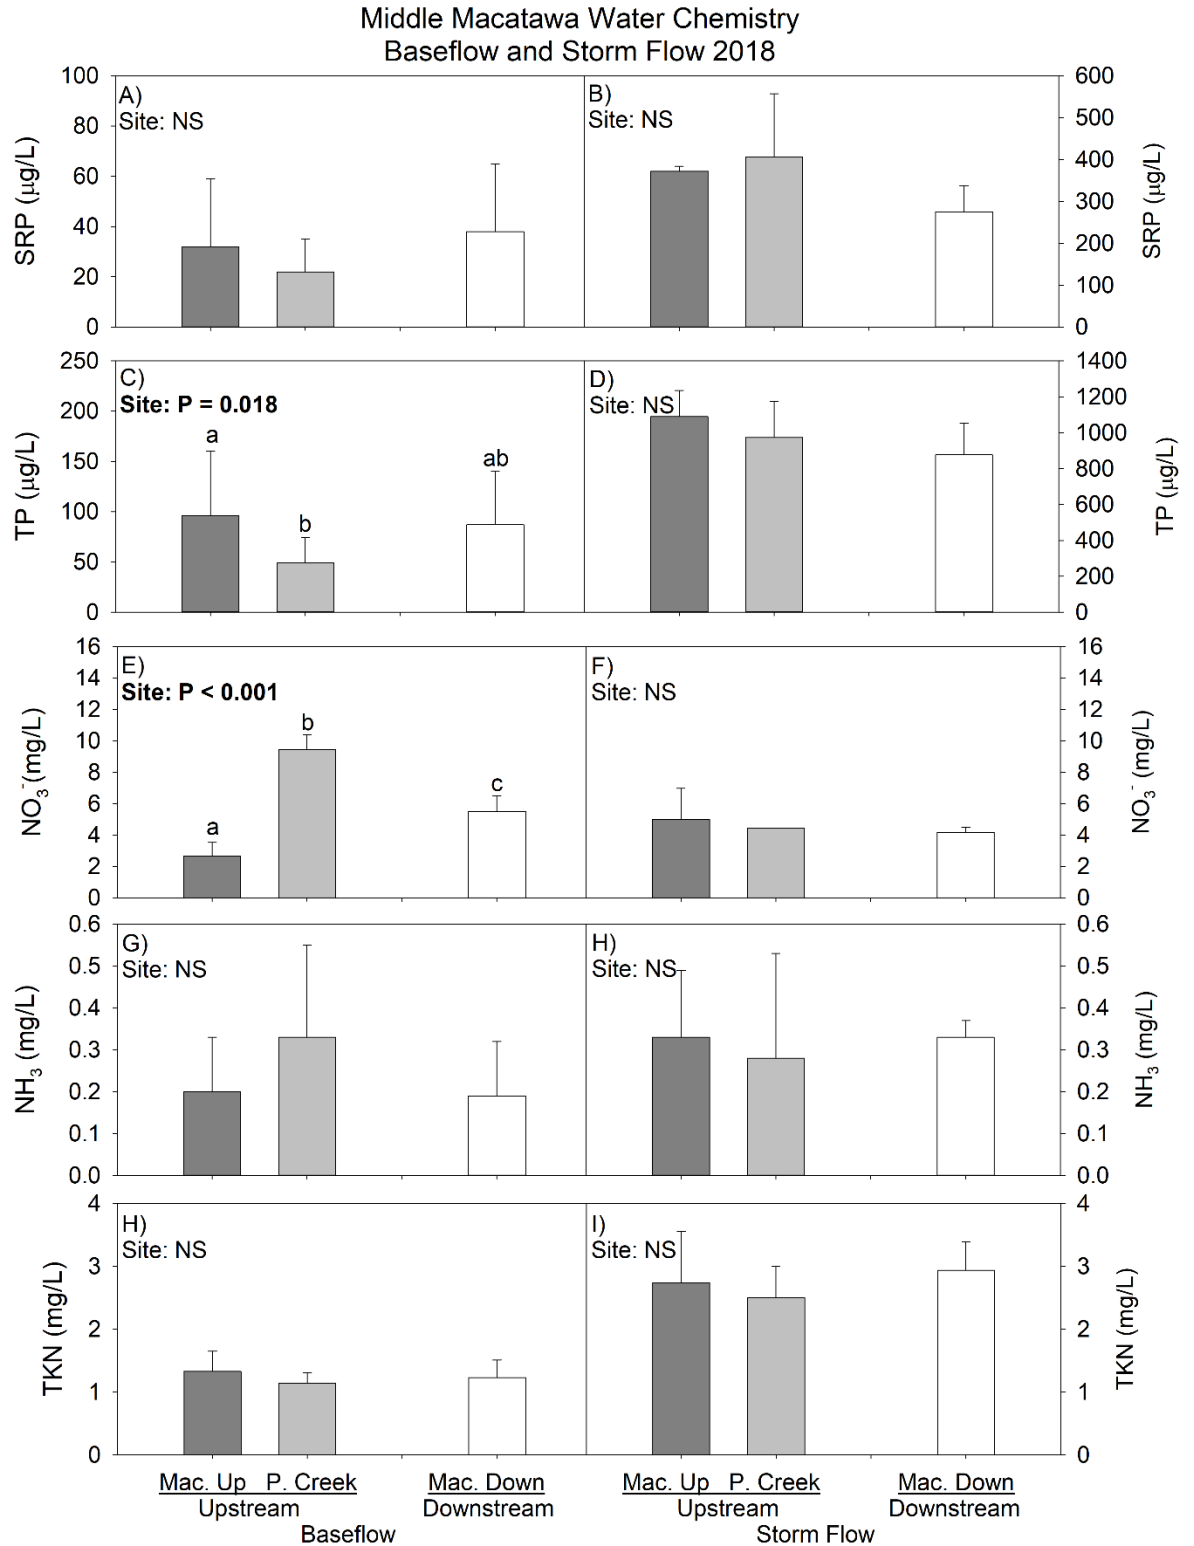 Middle Macatawa Water Chemistry
Baseflow and Storm Flow 2018
SRP (µg/L)
100
80
60
40
20
0
A)
Site: NS
B)
Site: NS
600
500
400
300
200
100
0
SRP (µg/L)
TP (µg/L)
250
200
150
100
50
0
C)
Site: P = 0.018
a
b
ab
D)
Site: NS
1400
1200
1000
800
600
400
200
0
TP (µg/L)
NO₃⁻ (mg/L)
16
14
12
10
8
6
4
2
0
E)
Site: P < 0.001
a
b
c
F)
Site: NS
16
14
12
10
8
6
4
2
0
NO₃⁻ (mg/L)
NH₃ (mg/L)
0.6
0.5
0.4
0.3
0.2
0.1
0.0
G)
Site: NS
H)
Site: NS
0.6
0.5
0.4
0.3
0.2
0.1
0.0
NH₃ (mg/L)
TKN (mg/L)
4
3
2
1
0
H)
Site: NS
I)
Site: NS
4
3
2
1
0
TKN (mg/L)
Mac. Up P. Creek Mac. Down Mac. Up P. Creek Mac. Down
Upstream Downstream Upstream Downstream
Baseflow Storm Flow